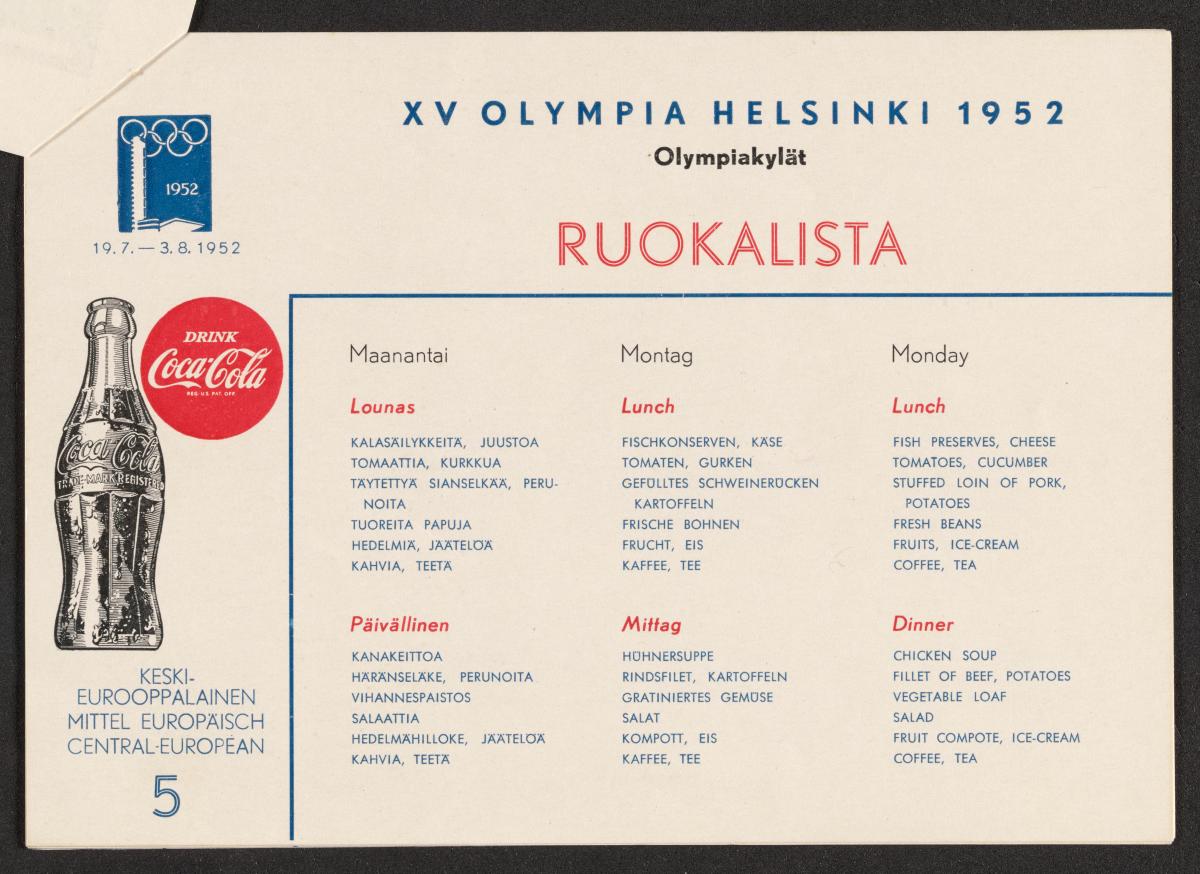 XV OLYMPIA HELSINKI 1952
Olympiakylät
RUOKALISTA
1952
19.7.—3.8.1952
DRINK
Coca-Cola
REG. U.S. PAT. OFF.
Coca-Cola
TRADE-MARK REGISTERED
KESKI-
EUROOPPALAINEN
MITTEL EUROPÄISCH
CENTRAL-EUROPEAN
5
Maanantai
Lounas
KALASÄILYKKEITÄ, JUUSTOA
TOMAATTIA, KURKKUA
TÄYTETTYÄ SIANSELKÄÄ, PERU-
NOITA
TUOREITA PAPUJA
HEDELMIÄ, JÄÄTELÖÄ
KAHVIA, TEETÄ
Päivällinen
KANAKEITTOA
HÄRÄNSELÄKE, PERUNOITA
VIHANNESPAISTOS
SALAATTIA
HEDELMÄHILLOKE, JÄÄTELÖÄ
KAHVIA, TEETÄ
Montag
Lunch
FISCHKONSERVEN, KÄSE
TOMATEN, GURKEN
GEFÜLLTES SCHWEINERÜCKEN
KARTOFFELN
FRISCHE BOHNEN
FRUCHT, EIS
KAFFEE, TEE
Mittag
HÜHNERSUPPE
RINDSFILET, KARTOFFELN
GRATINIERTES GEMÜSE
SALAT
KOMPOTT, EIS
KAFFEE, TEE
Monday
Lunch
FISH PRESERVES, CHEESE
TOMATOES, CUCUMBER
STUFFED LOIN OF PORK,
POTATOES
FRESH BEANS
FRUITS, ICE-CREAM
COFFEE, TEA
Dinner
CHICKEN SOUP
FILLET OF BEEF, POTATOES
VEGETABLE LOAF
SALAD
FRUIT COMPOTE, ICE-CREAM
COFFEE, TEA